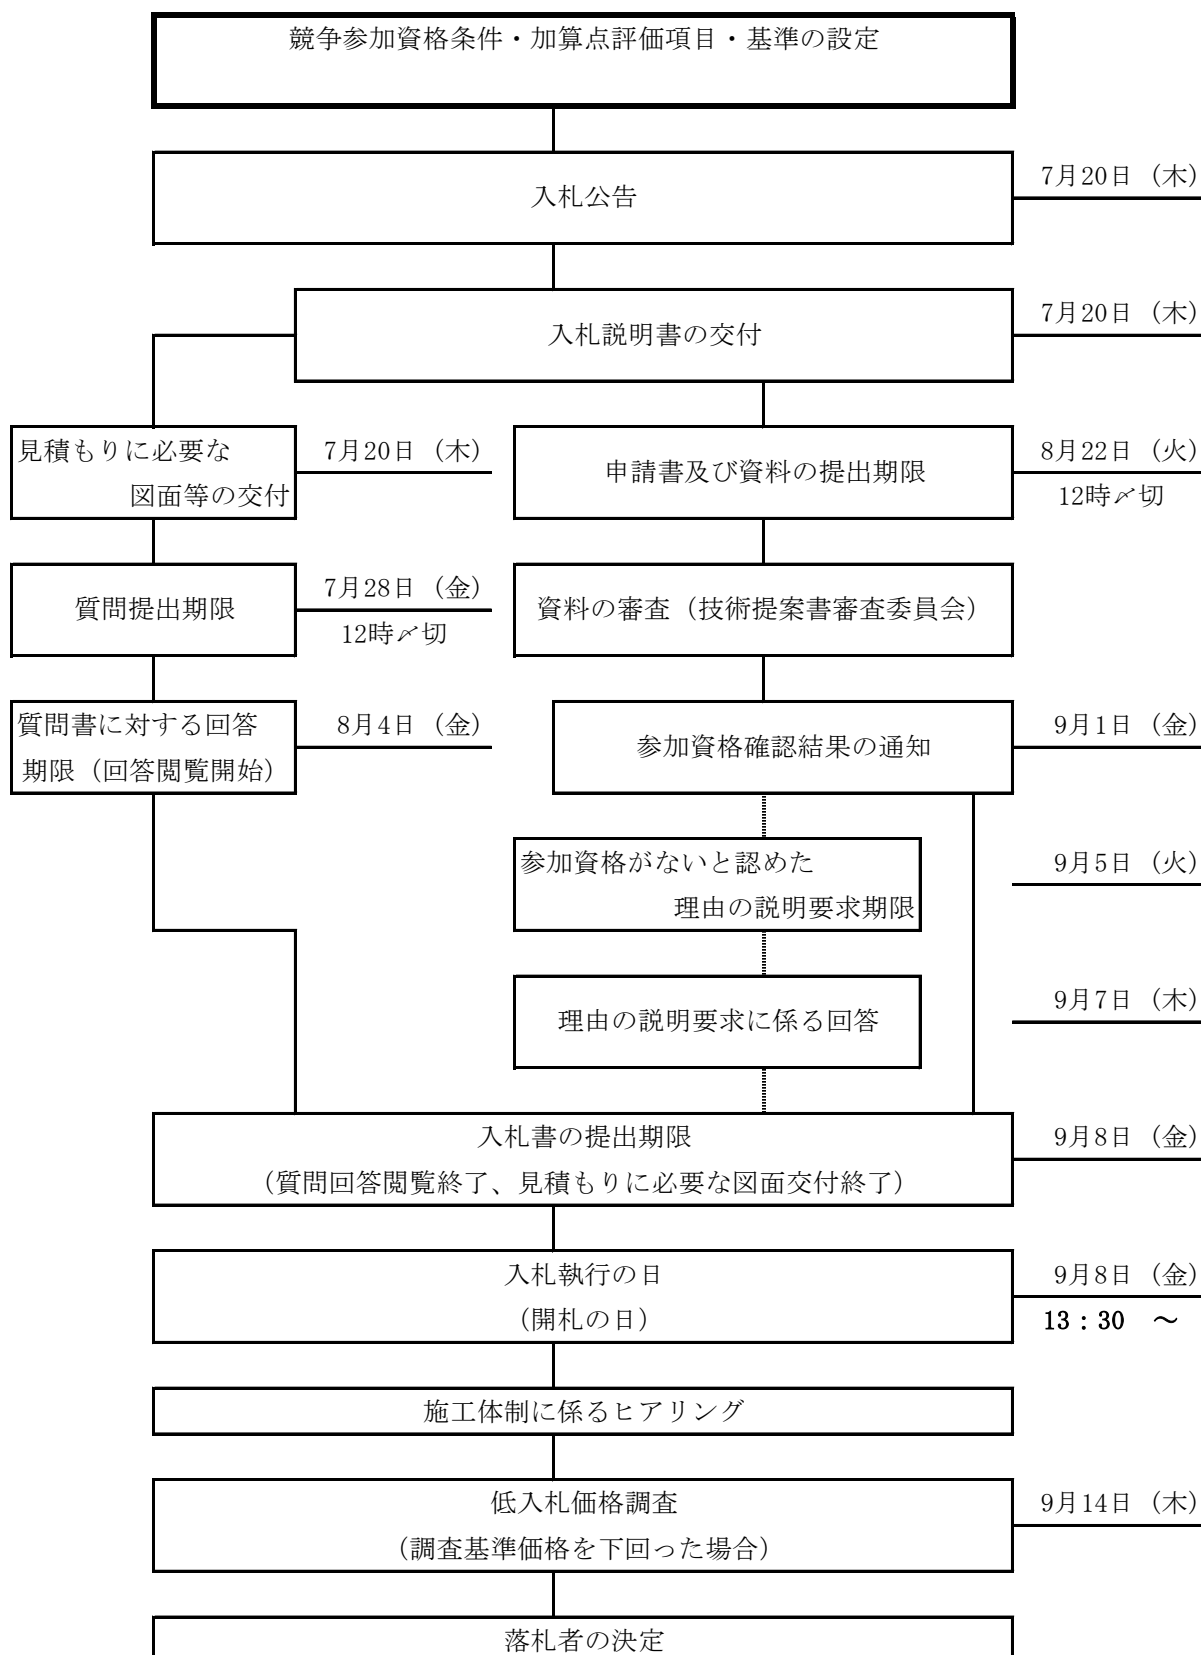 競争参加資格条件・加算点評価項目・基準の設定
入札公告
7月20日（木）
入札説明書の交付
7月20日（木）
見積もりに必要な
図面等の交付
7月20日（木）
申請書及び資料の提出期限
8月22日（火）
12時〆切
質問提出期限
7月28日（金）
12時〆切
資料の審査（技術提案書審査委員会）
質問書に対する回答
期限（回答閲覧開始）
8月4日（金）
参加資格確認結果の通知
9月1日（金）
参加資格がないと認めた
理由の説明要求期限
9月5日（火）
理由の説明要求に係る回答
9月7日（木）
入札書の提出期限
（質問回答閲覧終了、見積もりに必要な図面交付終了）
9月8日（金）
入札執行の日
（開札の日）
9月8日（金）
13：30　～
施工体制に係るヒアリング
低入札価格調査
（調査基準価格を下回った場合）
9月14日（木）
落札者の決定